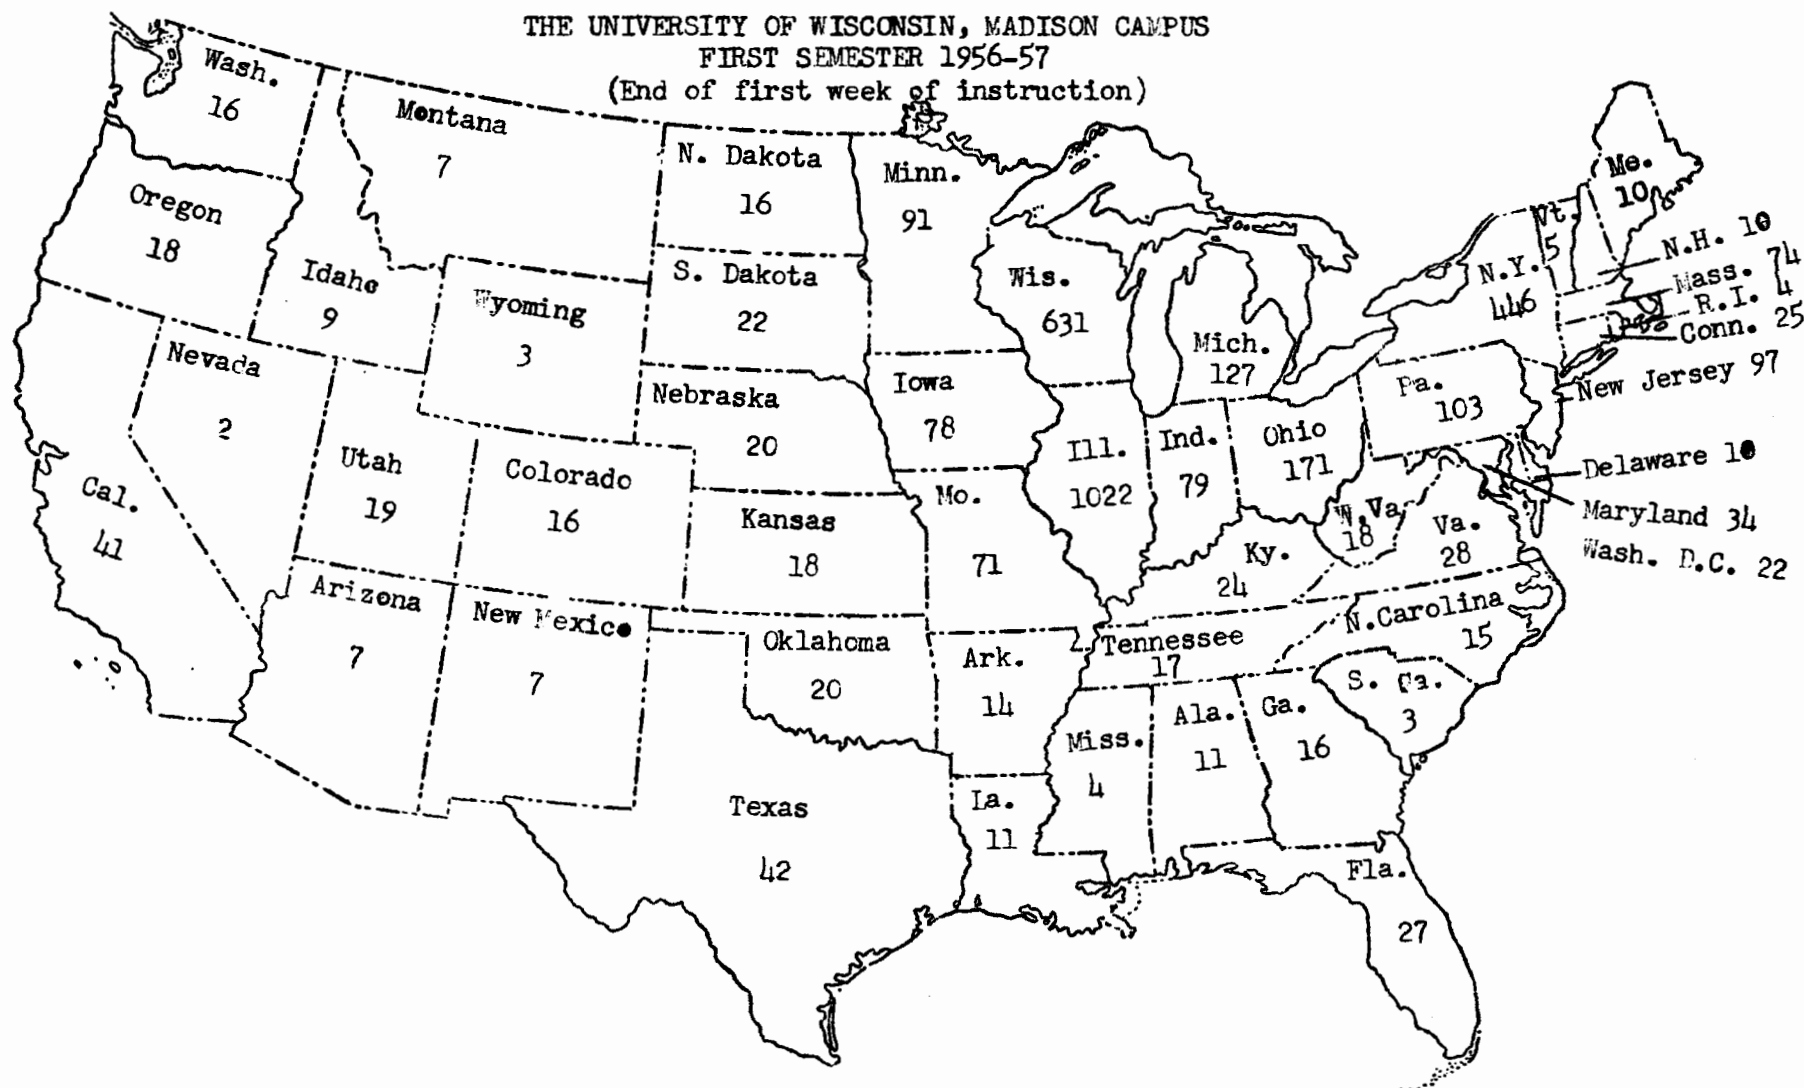 THE UNIVERSITY OF WISCONSIN, MADISON CAMPUS
FIRST SEMESTER 1956-57
(End of first week of instruction)
Wash.
16
Montana
7
N. Dakota
16
Minn.
91
Me.
10
Oregon
18
Idaho
9
Wyoming
3
S. Dakota
22
Wis.
631
Mich.
127
N.Y.
446
Vt.
5
N.H. 10
Mass. 74
R.I. 4
Conn. 25
New Jersey 97
Nevada
2
Utah
19
Colorado
16
Nebraska
20
Iowa
78
Ill.
1022
Ind.
79
Ohio
171
Pa.
103
Delaware 10
Maryland 34
Wash. D.C. 22
Cal.
41
Kansas
18
Mo.
71
Ky.
24
W.Va.
18
Va.
28
Arizona
7
New Mexico
7
Oklahoma
20
Ark.
14
Tennessee
17
N.Carolina
15
S. Ca.
3
Texas
42
La.
11
Miss.
4
Ala.
11
Ga.
16
Fla.
27